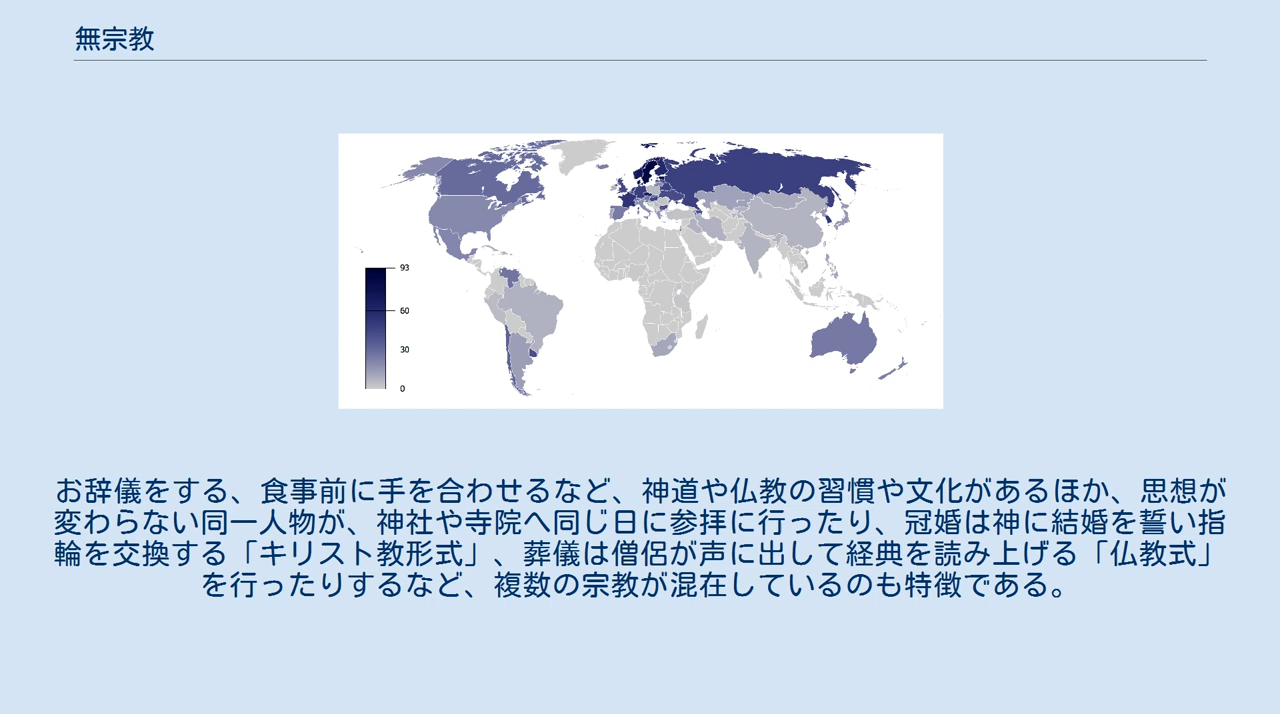 無宗教
93
60
30
0
お辞儀をする、食事前に手を合わせるなど、神道や仏教の習慣や文化があるほか、思想が
変わらない同一人物が、神社や寺院へ同じ日に参拝に行ったり、冠婚は神に結婚を誓い指
輪を交換する「キリスト教形式」、葬儀は僧侶が声に出して経典を読み上げる「仏教式」
を行ったりするなど、複数の宗教が混在しているのも特徴である。